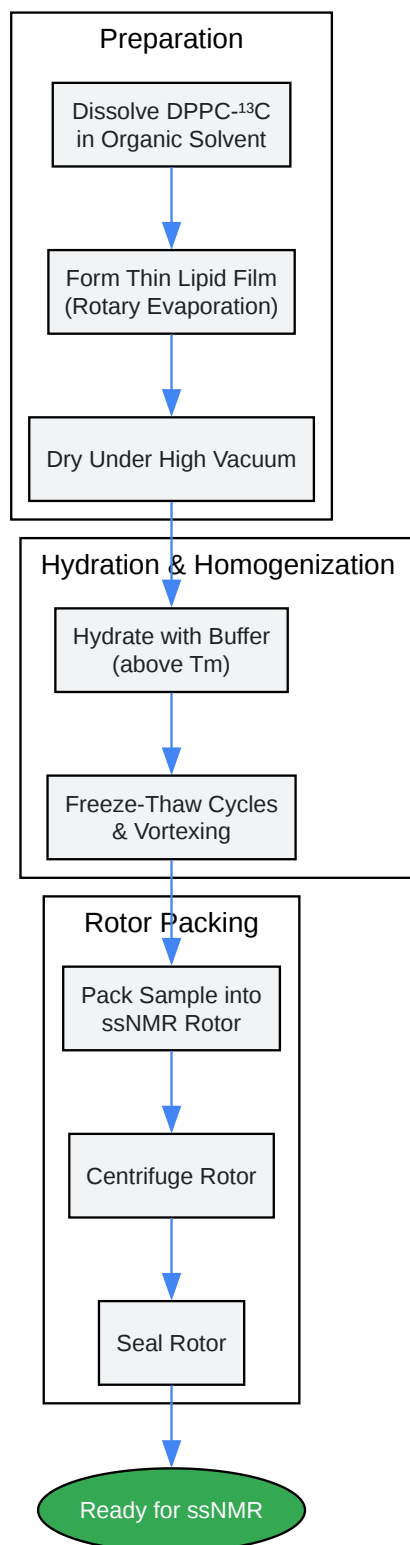 Preparation
Dissolve DPPC-¹³C
in Organic Solvent
Form Thin Lipid Film
(Rotary Evaporation)
Dry Under High Vacuum
Hydration & Homogenization
Hydrate with Buffer
(above Tm)
Freeze-Thaw Cycles
& Vortexing
Rotor Packing
Pack Sample into
ssNMR Rotor
Centrifuge Rotor
Seal Rotor
Ready for ssNMR